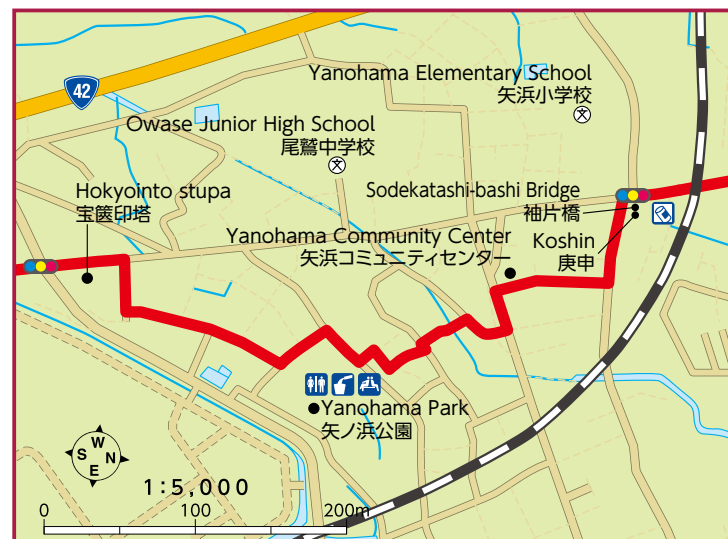 Yanohama Elementary School
矢浜小学校
42
文
Owase Junior High School
尾鷲中学校
文
Sodekatashi-bashi Bridge
袖片橋
Hokyointo stupa
宝篋印塔
Yanohama Community Center
矢浜コミュニティセンター
Koshin
庚申
Yanohama Park
矢ノ浜公園
W
S
N
E
1:5,000
0
100
200m